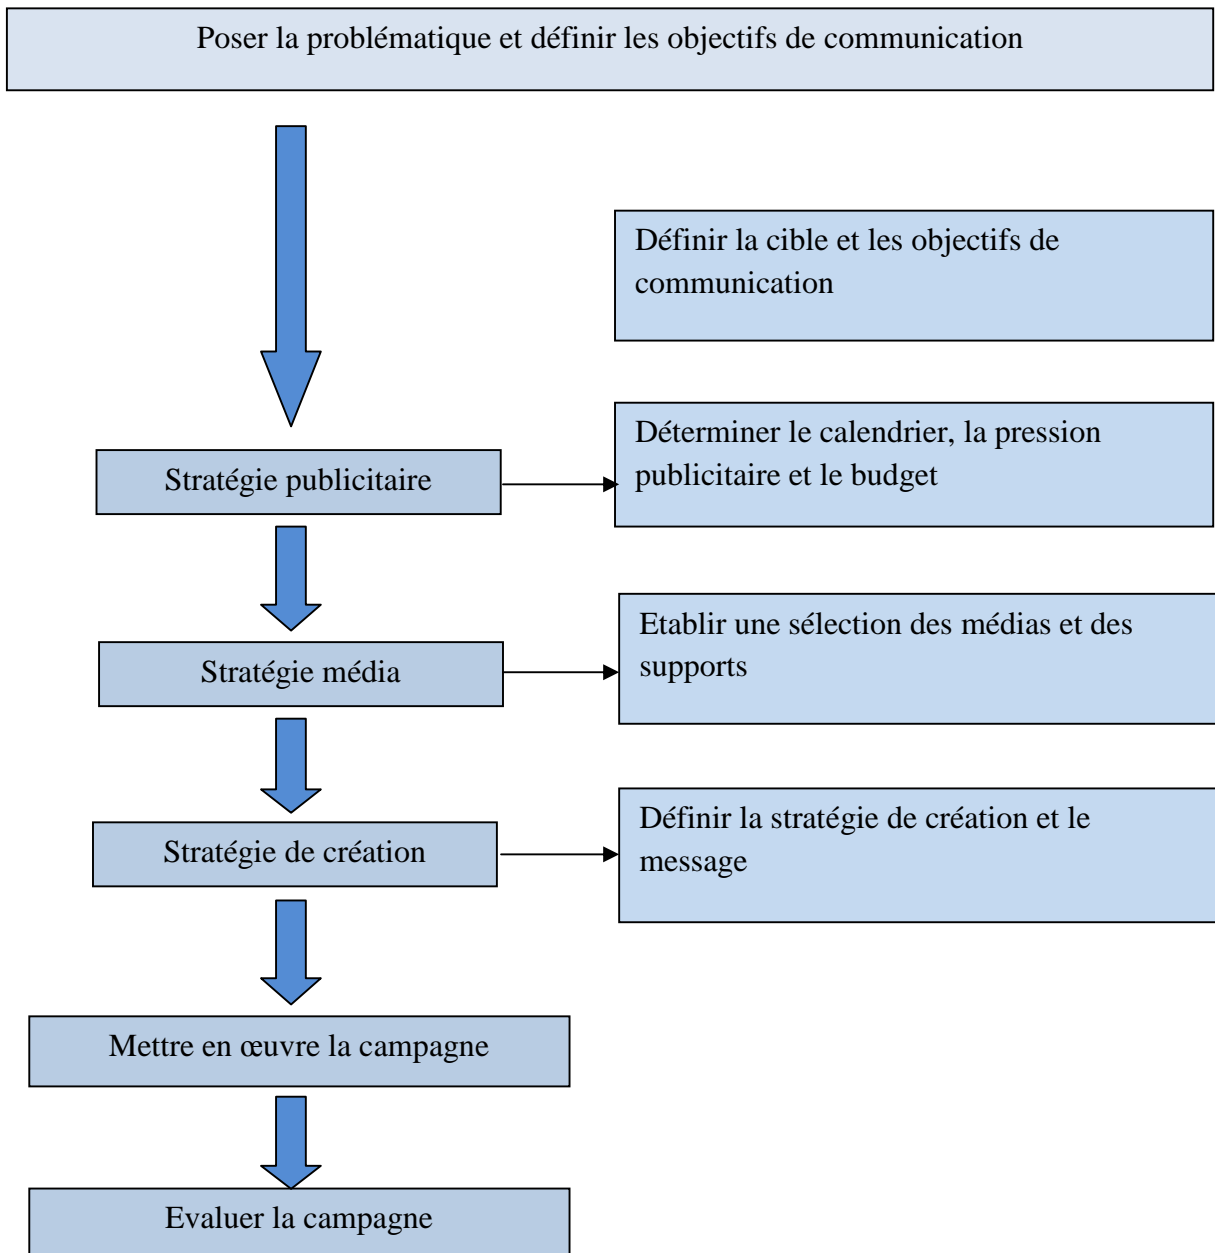 Poser la problématique et définir les objectifs de communication
Définir la cible et les objectifs de
communication
Déterminer le calendrier, la pression
publicitaire et le budget
Stratégie publicitaire
Etablir une sélection des médias et des
supports
Stratégie média
Définir la stratégie de création et le
message
Stratégie de création
Mettre en œuvre la campagne
Evaluer la campagne